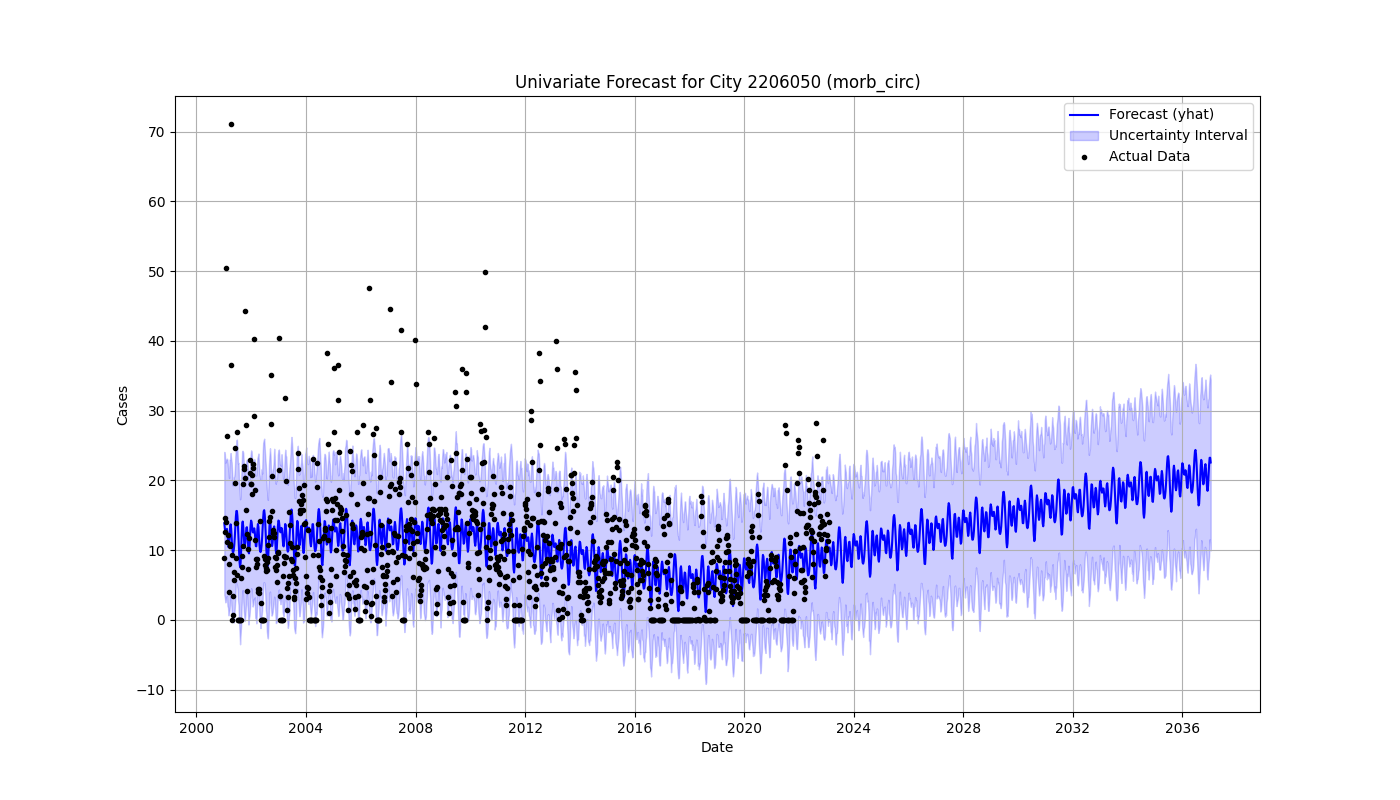 Univariate Forecast for City 2206050 (morb_circ)
Forecast (yhat)
Uncertainty Interval
Actual Data
Cases
70
60
50
40
30
20
10
0
−10
2000 2004 2008 2012 2016 2020 2024 2028 2032 2036
Date